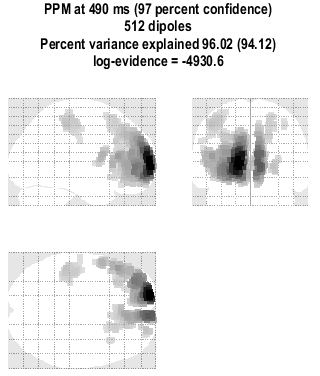 PPM at 490 ms (97 percent confidence)
512 dipoles
Percent variance explained 96.02 (94.12)
log-evidence = -4930.6